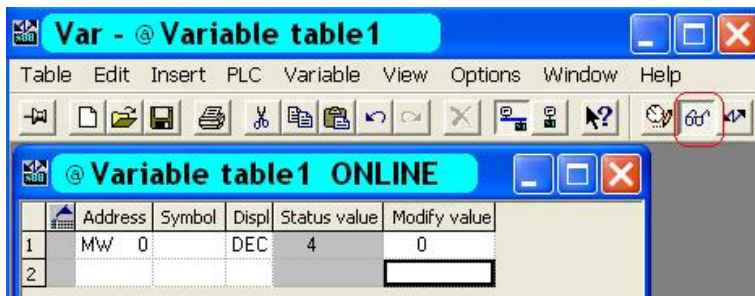 Var - @ Variable table1
Table Edit Insert PLC Variable View Options Window Help
@ Variable table1 ONLINE
Address Symbol Displ Status value Modify value
1 MW 0 DEC 4 0
2